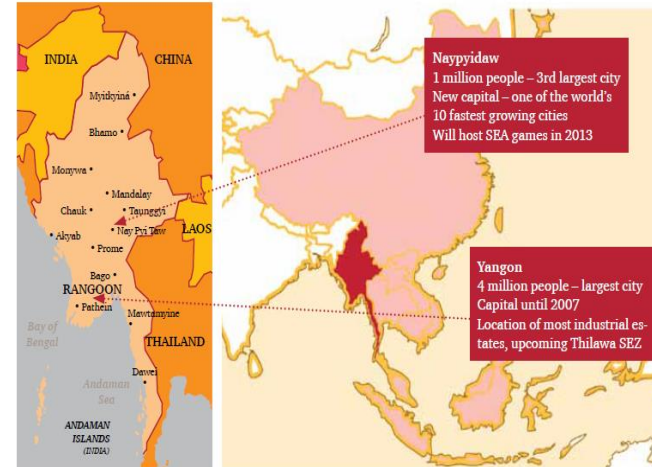 INDIA
CHINA
Myitkyiná
Bhamo
Monywa
Mandalay
Chauk
Taunggyi
Akyab
Nay Pyi Taw
LAOS
Prome
Bago
RANGOON
Pathein
Mawtamyine
Bay of
Bengal
THAILAND
Dawei
Andaman
Sea
ANDAMAN
ISLANDS
(INDIA)
Naypyidaw
1 million people – 3rd largest city
New capital – one of the world's
10 fastest growing cities
Will host SEA games in 2013
Yangon
4 million people – largest city
Capital until 2007
Location of most industrial es-
tates, upcoming Thilawa SEZ